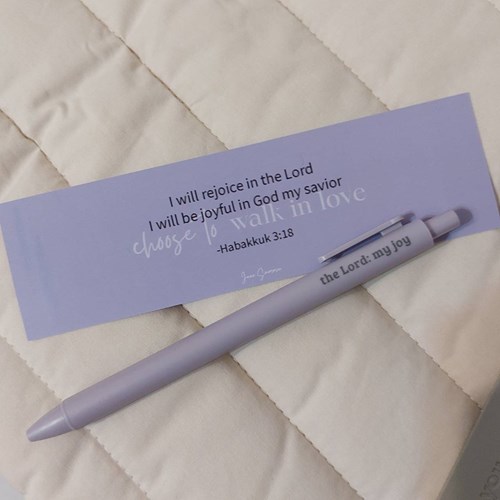 I will rejoice in the Lord
I will be joyful in God my savior
choose to walk in love
-Habakkuk 3:18
the Lord: my joy